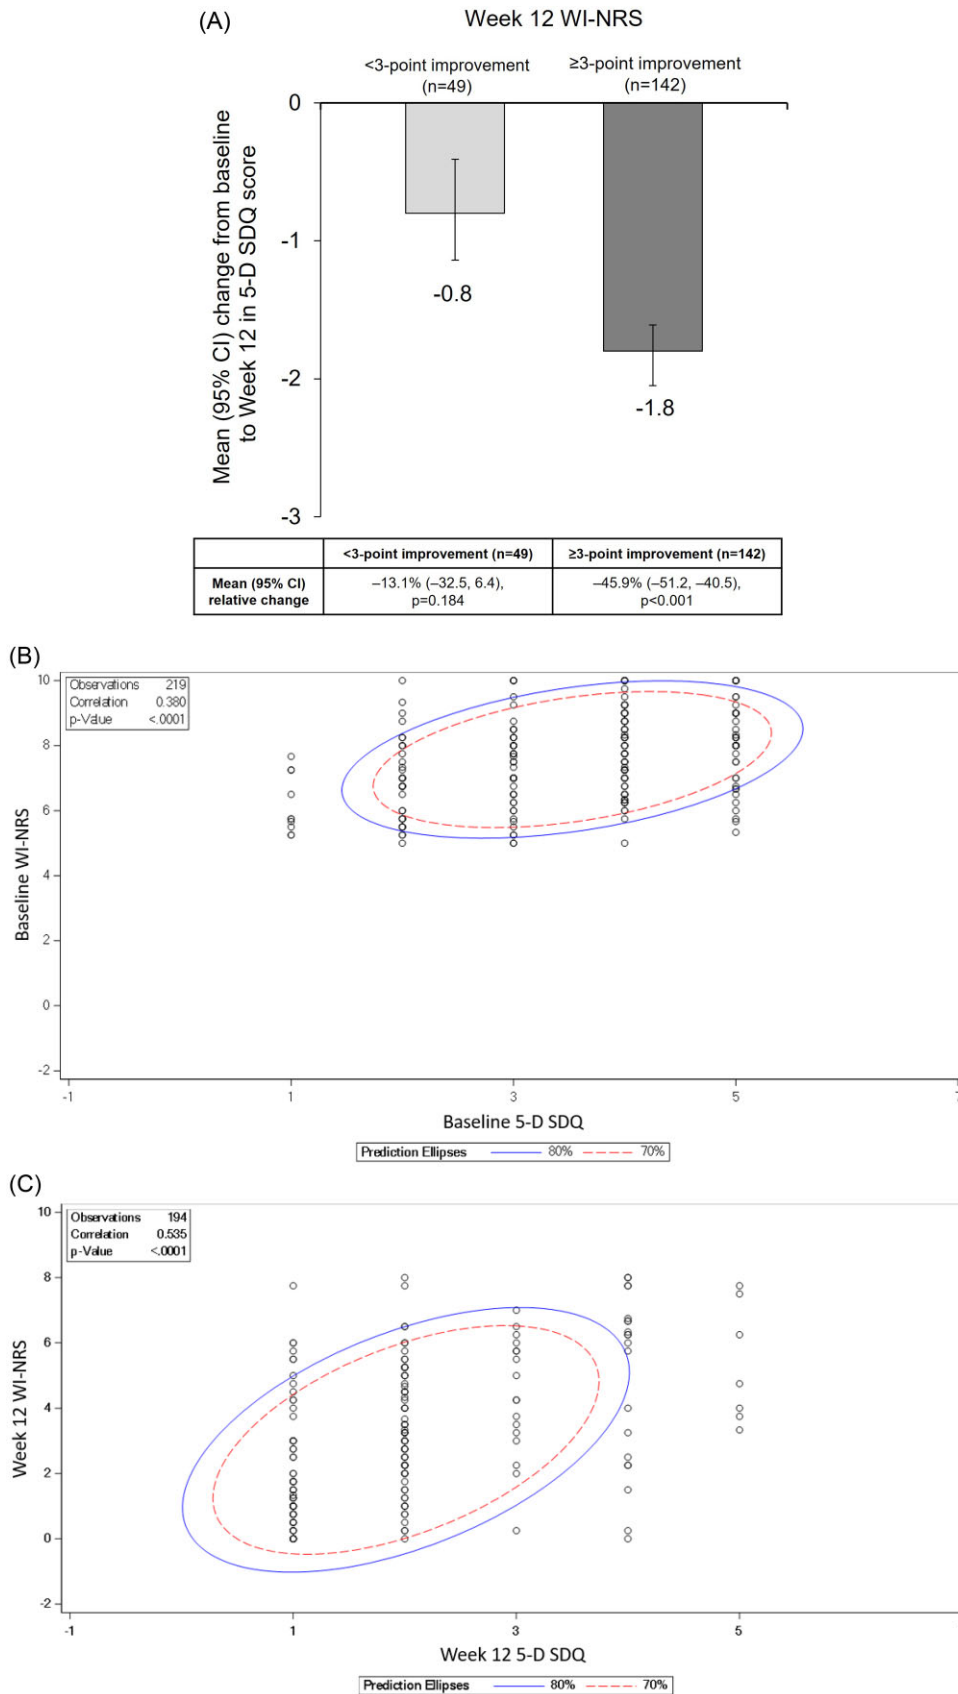 (A)
Week 12 WI-NRS
<3-point improvement
(n=49)
≥3-point improvement
(n=142)
Mean (95% CI) change from baseline
to Week 12 in 5-D SDQ score
0
-1
-2
-3
-0.8
-1.8
<3-point improvement (n=49)
≥3-point improvement (n=142)
Mean (95% CI)
relative change
–13.1% (–32.5, 6.4),
p=0.184
–45.9% (–51.2, –40.5),
p<0.001
(B)
Observations 219
Correlation 0.380
p-Value <.0001
Baseline WI-NRS
10
8
6
4
2
0
-2
-1
1
3
5
7
Baseline 5-D SDQ
Prediction Ellipses 80% 70%
(C)
Observations 194
Correlation 0.535
p-Value <.0001
Week 12 WI-NRS
10
8
6
4
2
0
-2
-1
1
3
5
7
Week 12 5-D SDQ
Prediction Ellipses 80% 70%